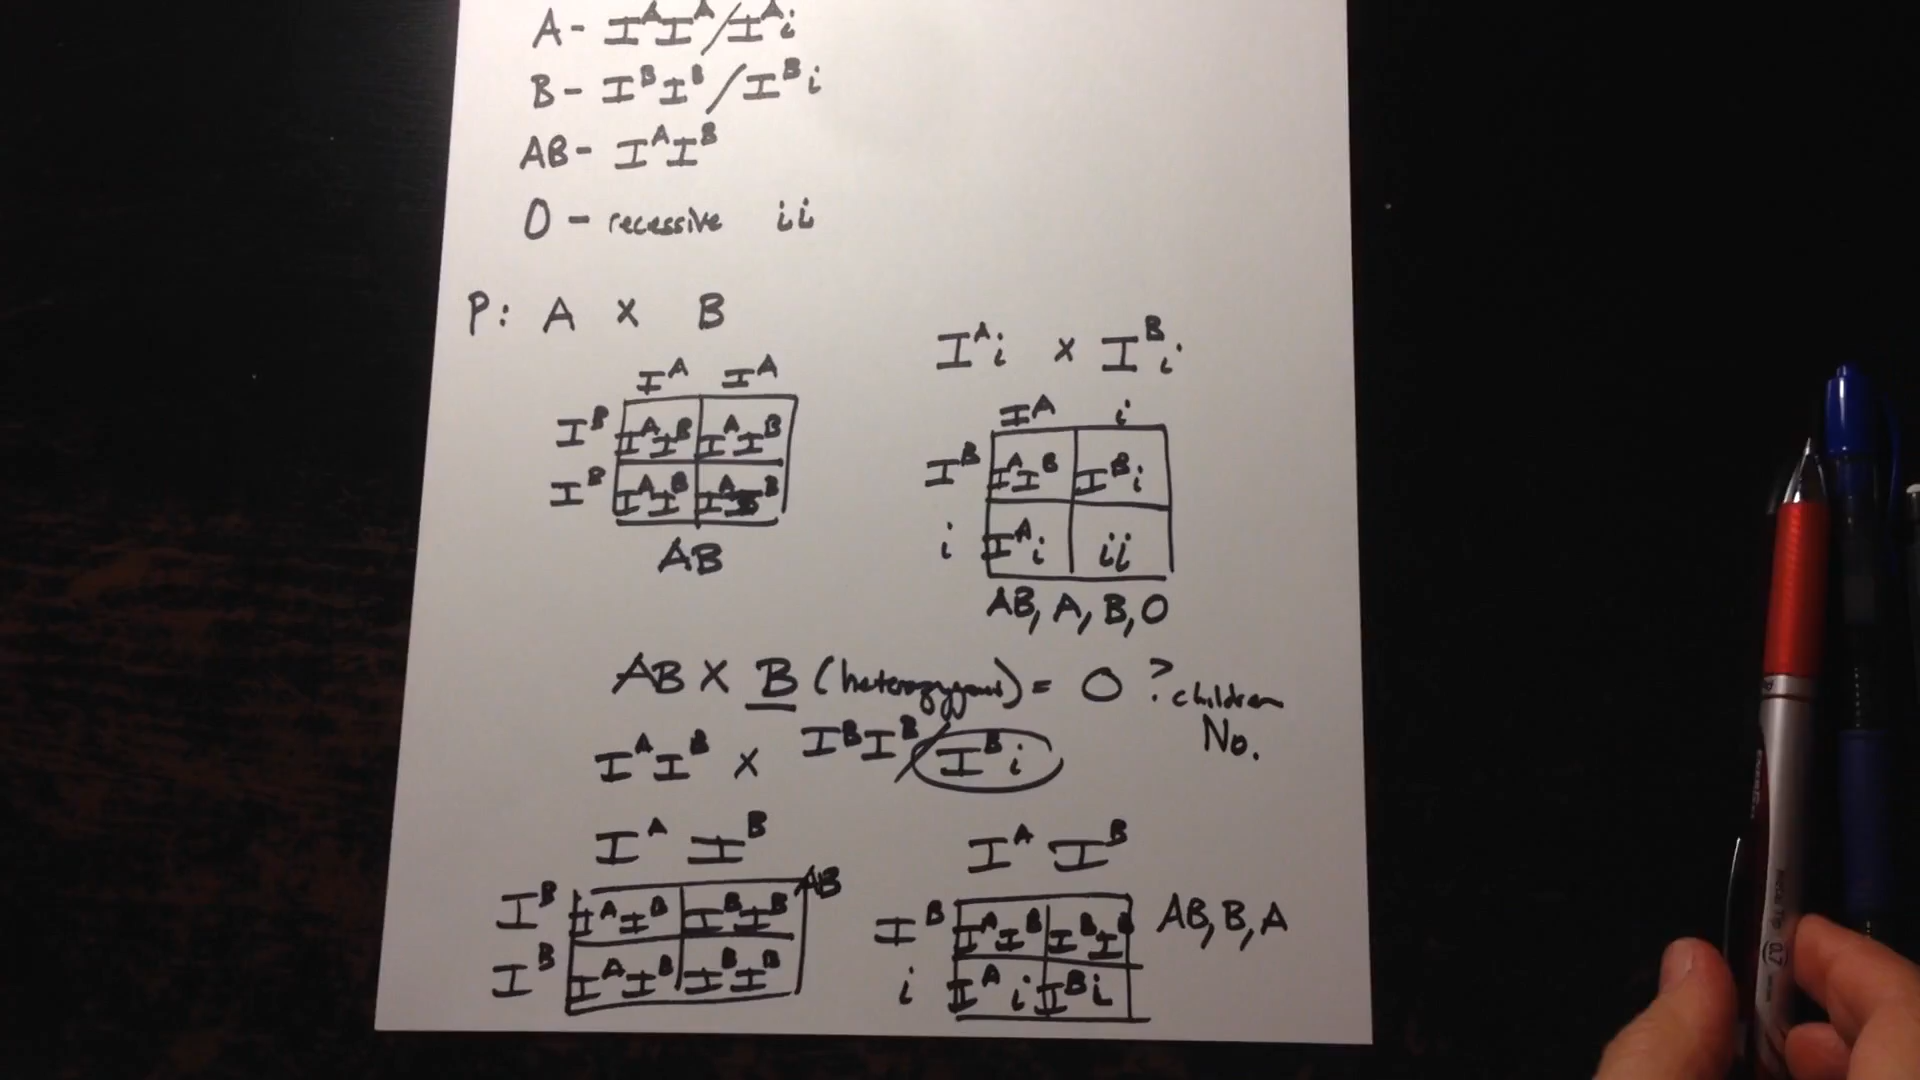 A - IᴬIᴬ/Iᴬi
B - IᴮIᴮ/Iᴮi
AB - IᴬIᴮ
O - recessive ii
P: A x B
Iᴬ Iᴬ
Iᴮ IᴬIᴮ IᴬIᴮ
Iᴮ IᴬIᴮ IᴬIᴮ
AB
Iᴬi x Iᴮi
Iᴬ i
Iᴮ IᴬIᴮ Iᴮi
i Iᴬi ii
AB, A, B, O
AB X B (heterozygous) = O ? children
No.
IᴬIᴮ x IᴮIᴮ/Iᴮi
Iᴬ Iᴮ
Iᴮ IᴬIᴮ IᴮIᴮ AB
Iᴮ IᴬIᴮ IᴮIᴮ
Iᴬ Iᴮ
Iᴮ IᴬIᴮ IᴮIᴮ AB, B, A
i Iᴬi Iᴮi